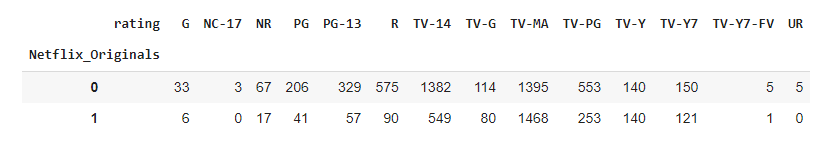 rating G NC-17 NR PG PG-13 R TV-14 TV-G TV-MA TV-PG TV-Y TV-Y7 TV-Y7-FV UR
Netflix_Originals
0 33 3 67 206 329 575 1382 114 1395 553 140 150 5 5
1 6 0 17 41 57 90 549 80 1468 253 140 121 1 0